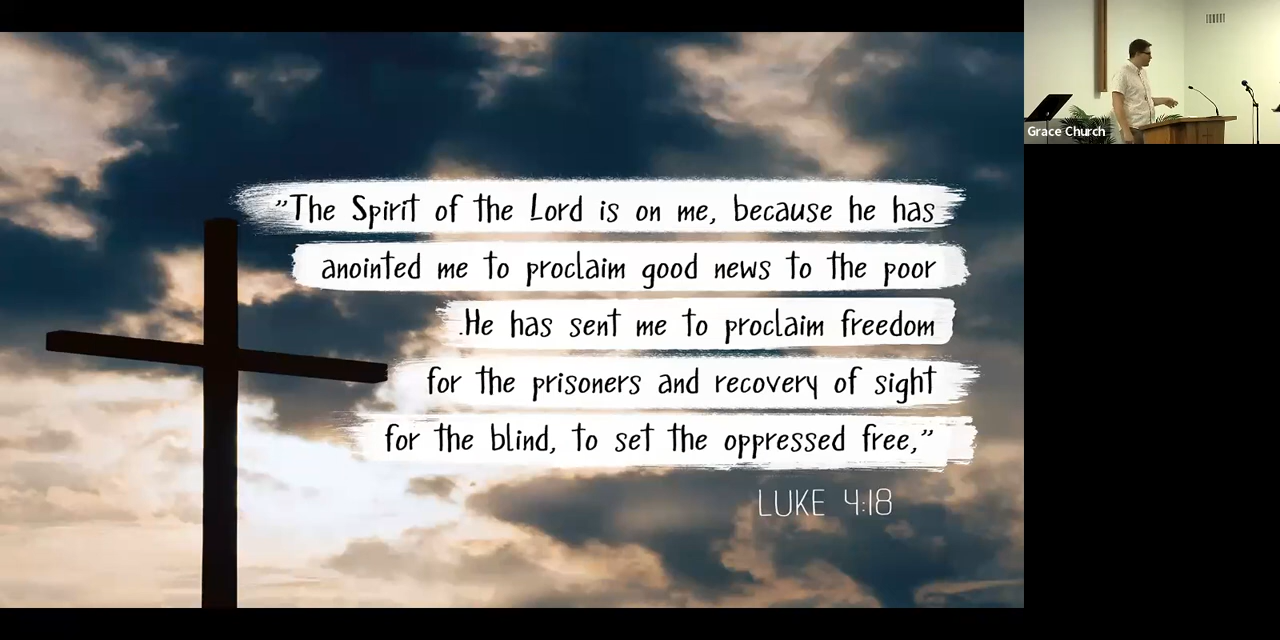 ”The Spirit of the Lord is on me, because he has
anointed me to proclaim good news to the poor
.He has sent me to proclaim freedom
for the prisoners and recovery of sight
for the blind, to set the oppressed free,”
LUKE 4:18
Grace Church